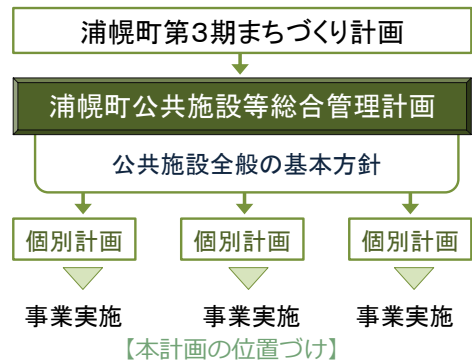 浦幌町第3期まちづくり計画
浦幌町公共施設等総合管理計画
公共施設全般の基本方針
個別計画 個別計画 個別計画
事業実施 事業実施 事業実施
【本計画の位置づけ】